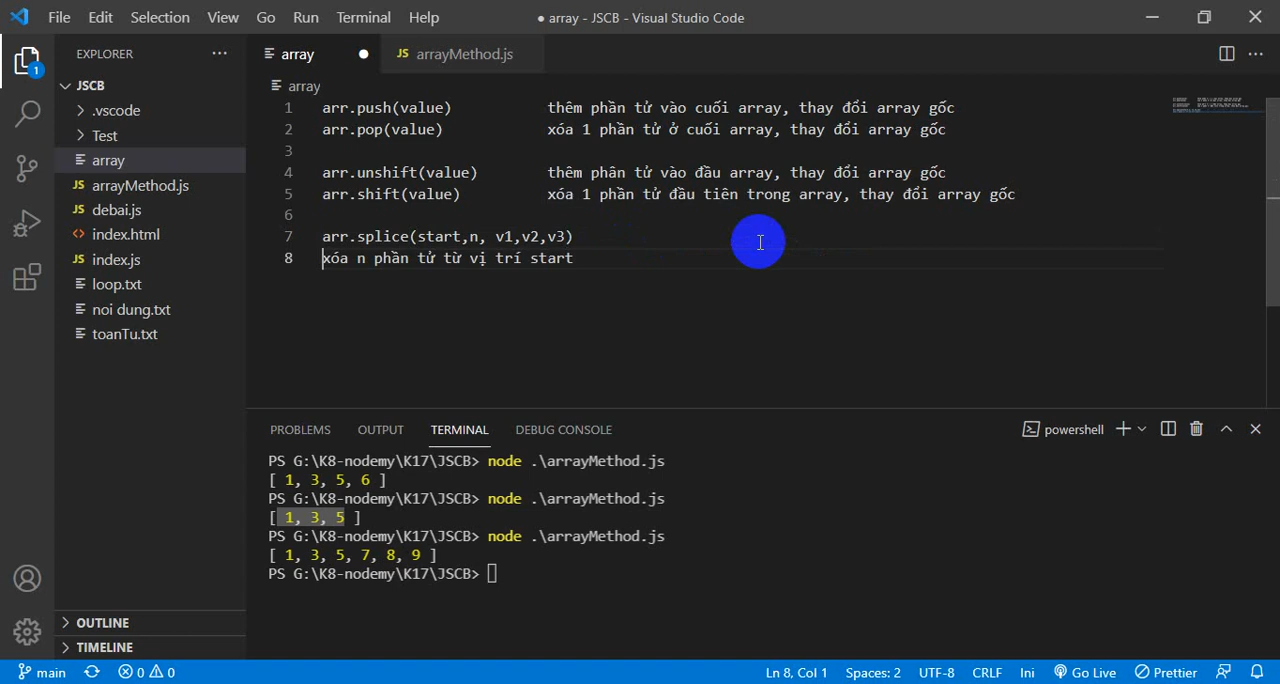 File Edit Selection View Go Run Terminal Help
● array - JSCB - Visual Studio Code
EXPLORER
1
JSCB
.vscode
Test
array
JS arrayMethod.js
JS debai.js
<> index.html
JS index.js
loop.txt
noi dung.txt
toanTu.txt
OUTLINE
TIMELINE
array
JS arrayMethod.js
array
1 arr.push(value) thêm phần tử vào cuối array, thay đổi array gốc
2 arr.pop(value) xóa 1 phần tử ở cuối array, thay đổi array gốc
3
4 arr.unshift(value) thêm phân tử vào đầu array, thay đổi array gốc
5 arr.shift(value) xóa 1 phần tử đầu tiên trong array, thay đổi array gốc
6
7 arr.splice(start,n, v1,v2,v3)
8 xóa n phần tử từ vị trí start
PROBLEMS OUTPUT TERMINAL DEBUG CONSOLE
powershell
PS G:\K8-nodemy\K17\JSCB> node .\arrayMethod.js
[ 1, 3, 5, 6 ]
PS G:\K8-nodemy\K17\JSCB> node .\arrayMethod.js
[ 1, 3, 5 ]
PS G:\K8-nodemy\K17\JSCB> node .\arrayMethod.js
[ 1, 3, 5, 7, 8, 9 ]
PS G:\K8-nodemy\K17\JSCB>
main 0 0 Ln 8, Col 1 Spaces: 2 UTF-8 CRLF Ini Go Live Prettier